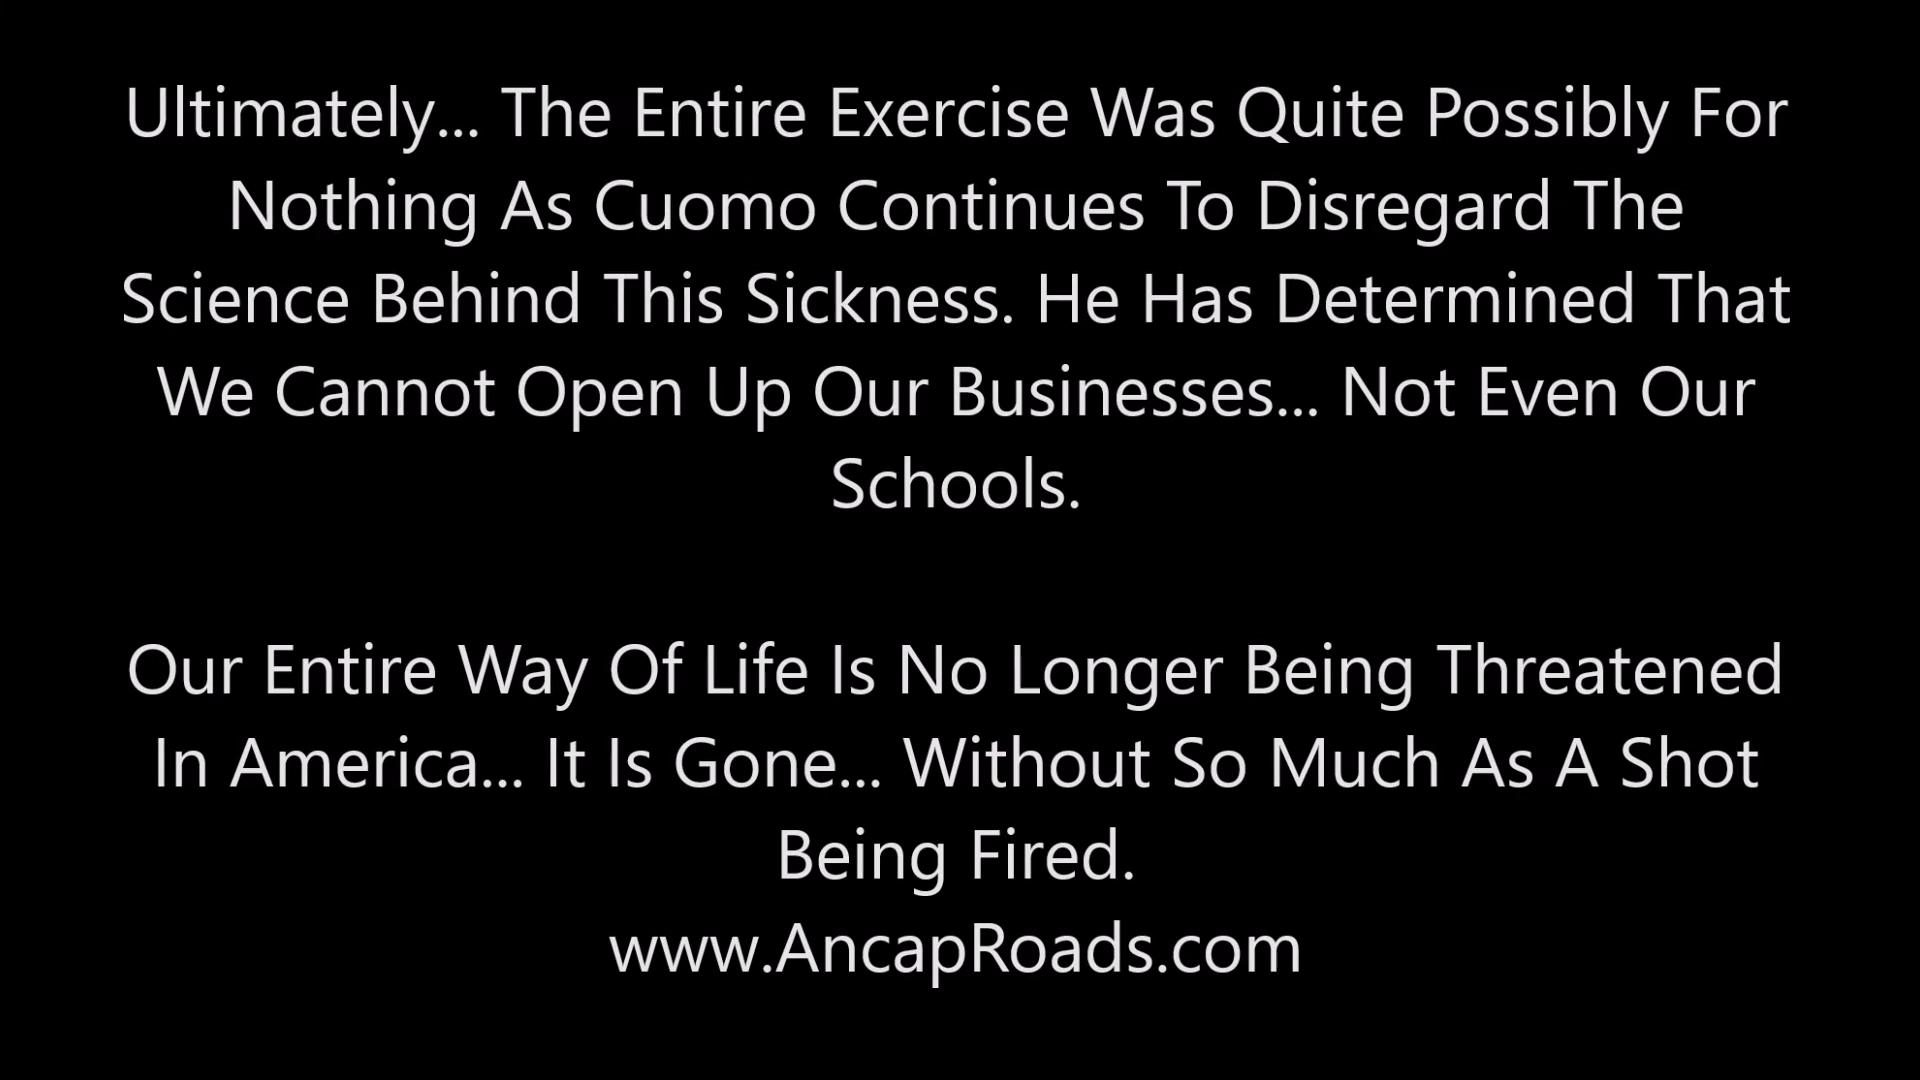 Ultimately... The Entire Exercise Was Quite Possibly For
Nothing As Cuomo Continues To Disregard The
Science Behind This Sickness. He Has Determined That
We Cannot Open Up Our Businesses... Not Even Our
Schools.
Our Entire Way Of Life Is No Longer Being Threatened
In America... It Is Gone... Without So Much As A Shot
Being Fired.
www.AncapRoads.com